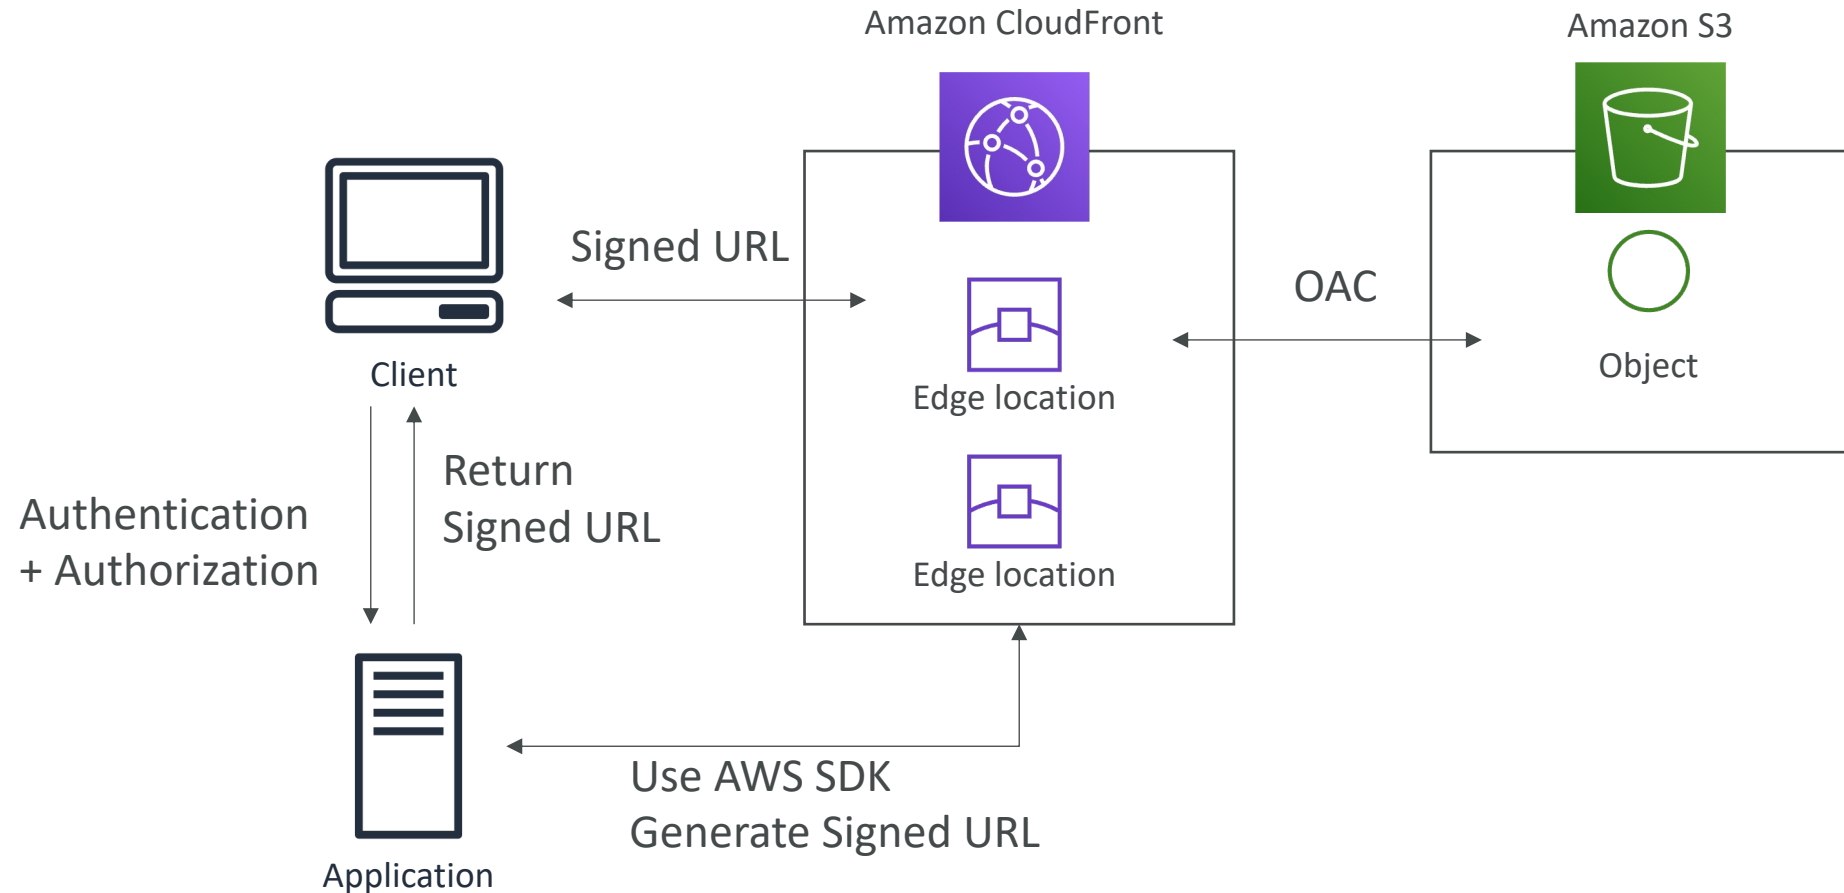 Amazon CloudFront
Amazon S3
Signed URL
OAC
Client
Edge location
Object
Return
Signed URL
Authentication
+ Authorization
Edge location
Use AWS SDK
Generate Signed URL
Application